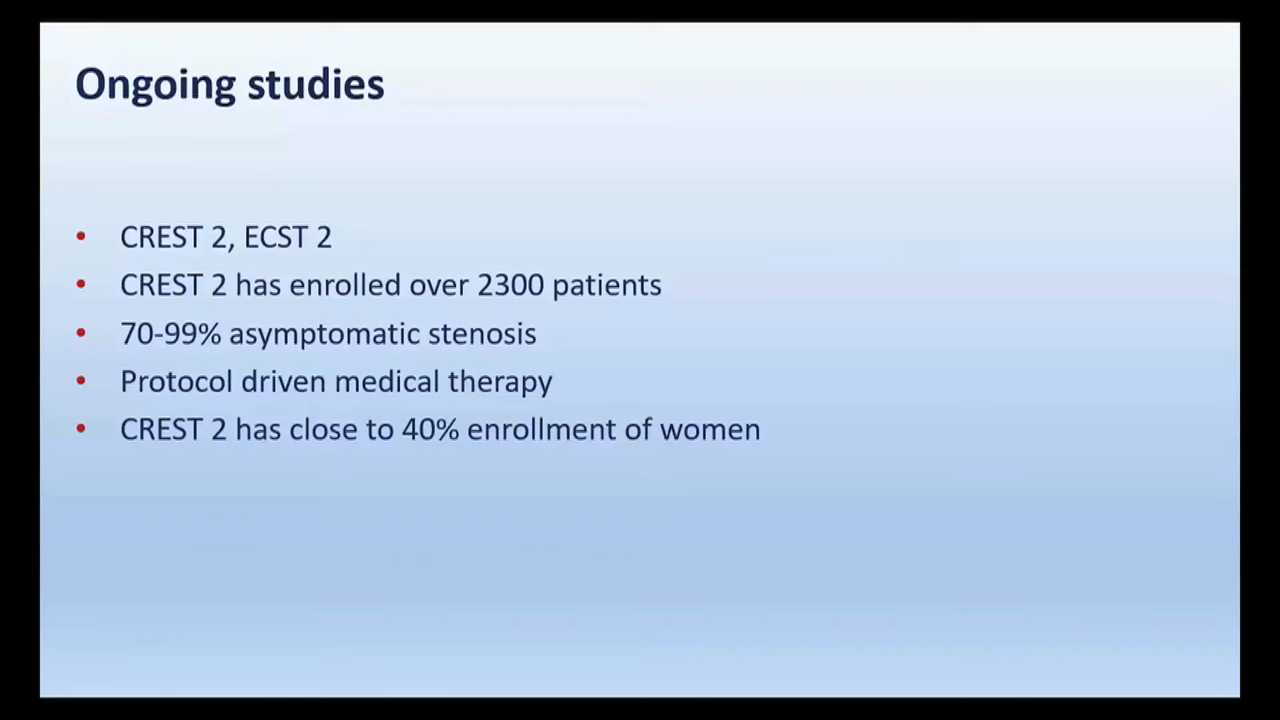 Ongoing studies
• CREST 2, ECST 2
• CREST 2 has enrolled over 2300 patients
• 70-99% asymptomatic stenosis
• Protocol driven medical therapy
• CREST 2 has close to 40% enrollment of women